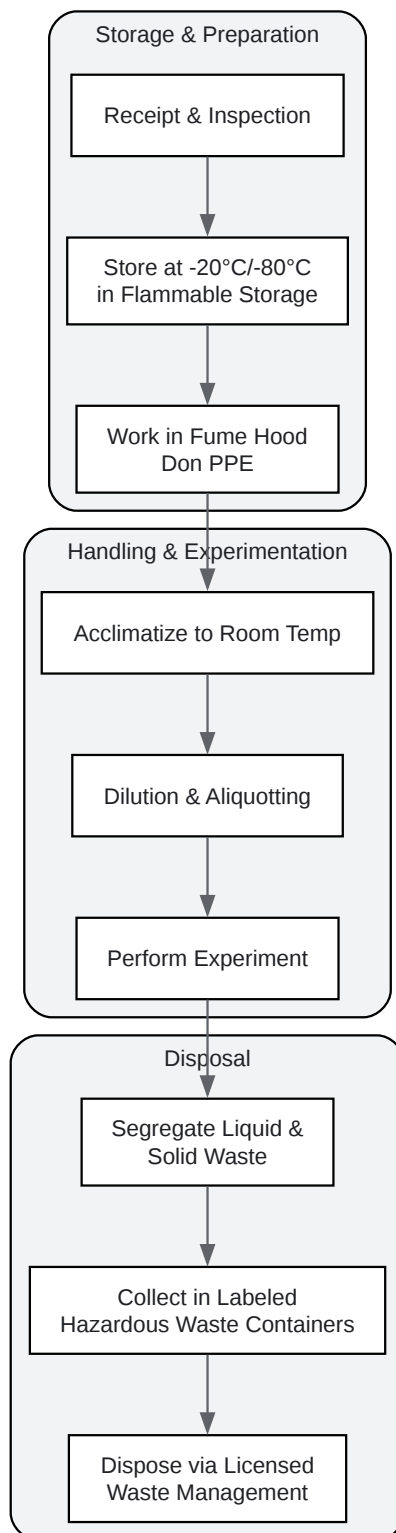 Storage & Preparation
Receipt & Inspection
Store at -20°C/-80°C
in Flammable Storage
Work in Fume Hood
Don PPE
Handling & Experimentation
Acclimatize to Room Temp
Dilution & Aliquotting
Perform Experiment
Disposal
Segregate Liquid &
Solid Waste
Collect in Labeled
Hazardous Waste Containers
Dispose via Licensed
Waste Management